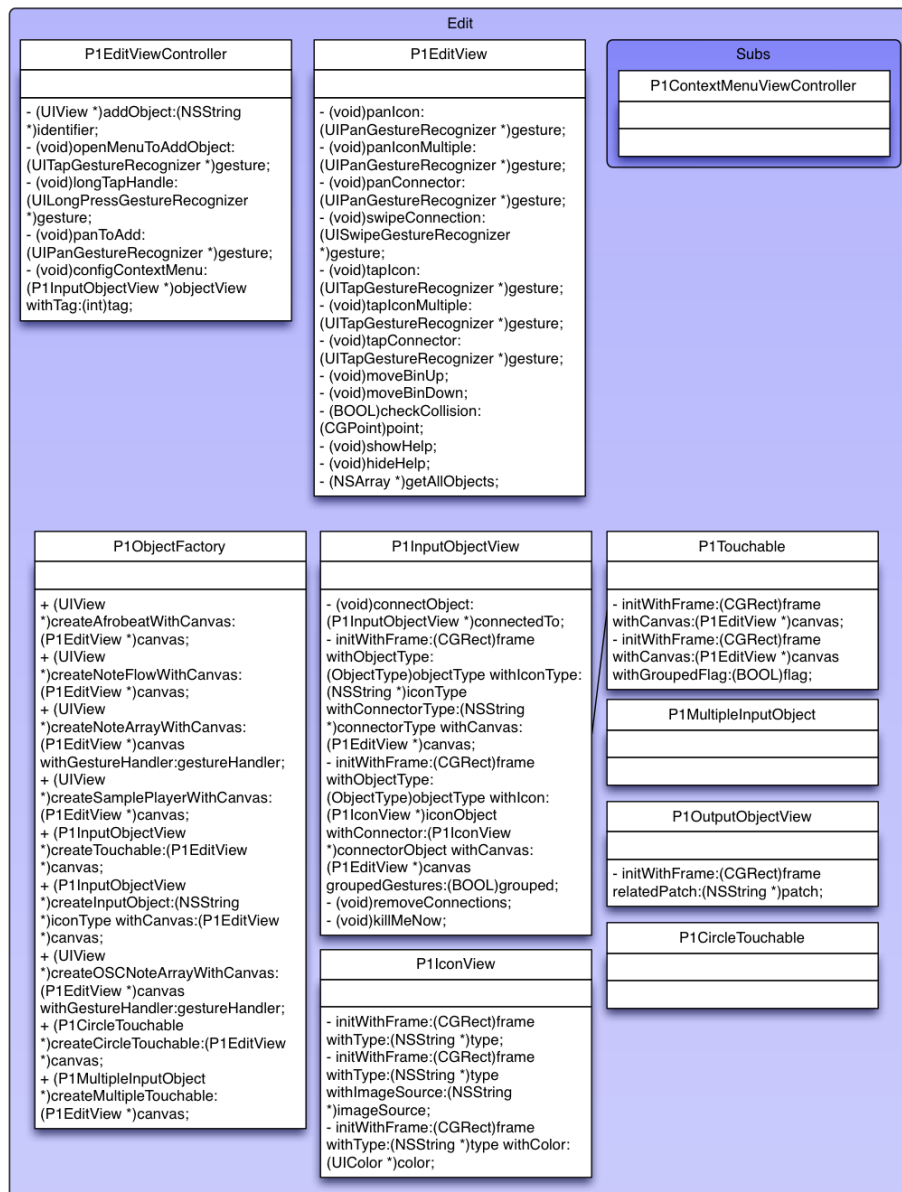 Edit
P1EditViewController
- (UIView *)addObject:(NSString
*)identifier;
- (void)openMenuToAddObject:
(UITapGestureRecognizer *)gesture;
- (void)longTapHandle:
(UILongPressGestureRecognizer
*)gesture;
- (void)panToAdd:
(UIPanGestureRecognizer *)gesture;
- (void)configContextMenu:
(P1InputObjectView *)objectView
withTag:(int)tag;
P1EditView
- (void)panIcon:
(UIPanGestureRecognizer *)gesture;
- (void)panIconMultiple:
(UIPanGestureRecognizer *)gesture;
- (void)panConnector:
(UIPanGestureRecognizer *)gesture;
- (void)swipeConnection:
(UISwipeGestureRecognizer
*)gesture;
- (void)tapIcon:
(UITapGestureRecognizer *)gesture;
- (void)tapIconMultiple:
(UITapGestureRecognizer *)gesture;
- (void)tapConnector:
(UITapGestureRecognizer *)gesture;
- (void)moveBinUp;
- (void)moveBinDown;
- (BOOL)checkCollision:
(CGPoint)point;
- (void)showHelp;
- (void)hideHelp;
- (NSArray *)getAllObjects;
Subs
P1ContextMenuViewController
P1ObjectFactory
+ (UIView
*)createAfrobeatWithCanvas:
(P1EditView *)canvas;
+ (UIView
*)createNoteFlowWithCanvas:
(P1EditView *)canvas;
+ (UIView
*)createNoteArrayWithCanvas:
(P1EditView *)canvas
withGestureHandler:gestureHandler;
+ (UIView
*)createSamplePlayerWithCanvas:
(P1EditView *)canvas;
+ (P1InputObjectView
*)createTouchable:(P1EditView
*)canvas;
+ (P1InputObjectView
*)createInputObject:(NSString
*)iconType withCanvas:(P1EditView
*)canvas;
+ (UIView
*)createOSCNoteArrayWithCanvas:
(P1EditView *)canvas
withGestureHandler:gestureHandler;
+ (P1CircleTouchable
*)createCircleTouchable:(P1EditView
*)canvas;
+ (P1MultipleInputObject
*)createMultipleTouchable:
(P1EditView *)canvas;
P1InputObjectView
- (void)connectObject:
(P1InputObjectView *)connectedTo;
- initWithFrame:(CGRect)frame
withObjectType:
(ObjectType)objectType withIconType:
(NSString *)iconType
withConnectorType:(NSString
*)connectorType withCanvas:
(P1EditView *)canvas;
- initWithFrame:(CGRect)frame
withObjectType:
(ObjectType)objectType withIcon:
(P1IconView *)iconObject
withConnector:(P1IconView
*)connectorObject withCanvas:
(P1EditView *)canvas
groupedGestures:(BOOL)grouped;
- (void)removeConnections;
- (void)killMeNow;
P1IconView
- initWithFrame:(CGRect)frame
withType:(NSString *)type;
- initWithFrame:(CGRect)frame
withType:(NSString *)type
withImageSource:(NSString
*)imageSource;
- initWithFrame:(CGRect)frame
withType:(NSString *)type withColor:
(UIColor *)color;
P1Touchable
- initWithFrame:(CGRect)frame
withCanvas:(P1EditView *)canvas;
- initWithFrame:(CGRect)frame
withCanvas:(P1EditView *)canvas
withGroupedFlag:(BOOL)flag;
P1MultipleInputObject
P1OutputObjectView
- initWithFrame:(CGRect)frame
relatedPatch:(NSString *)patch;
P1CircleTouchable